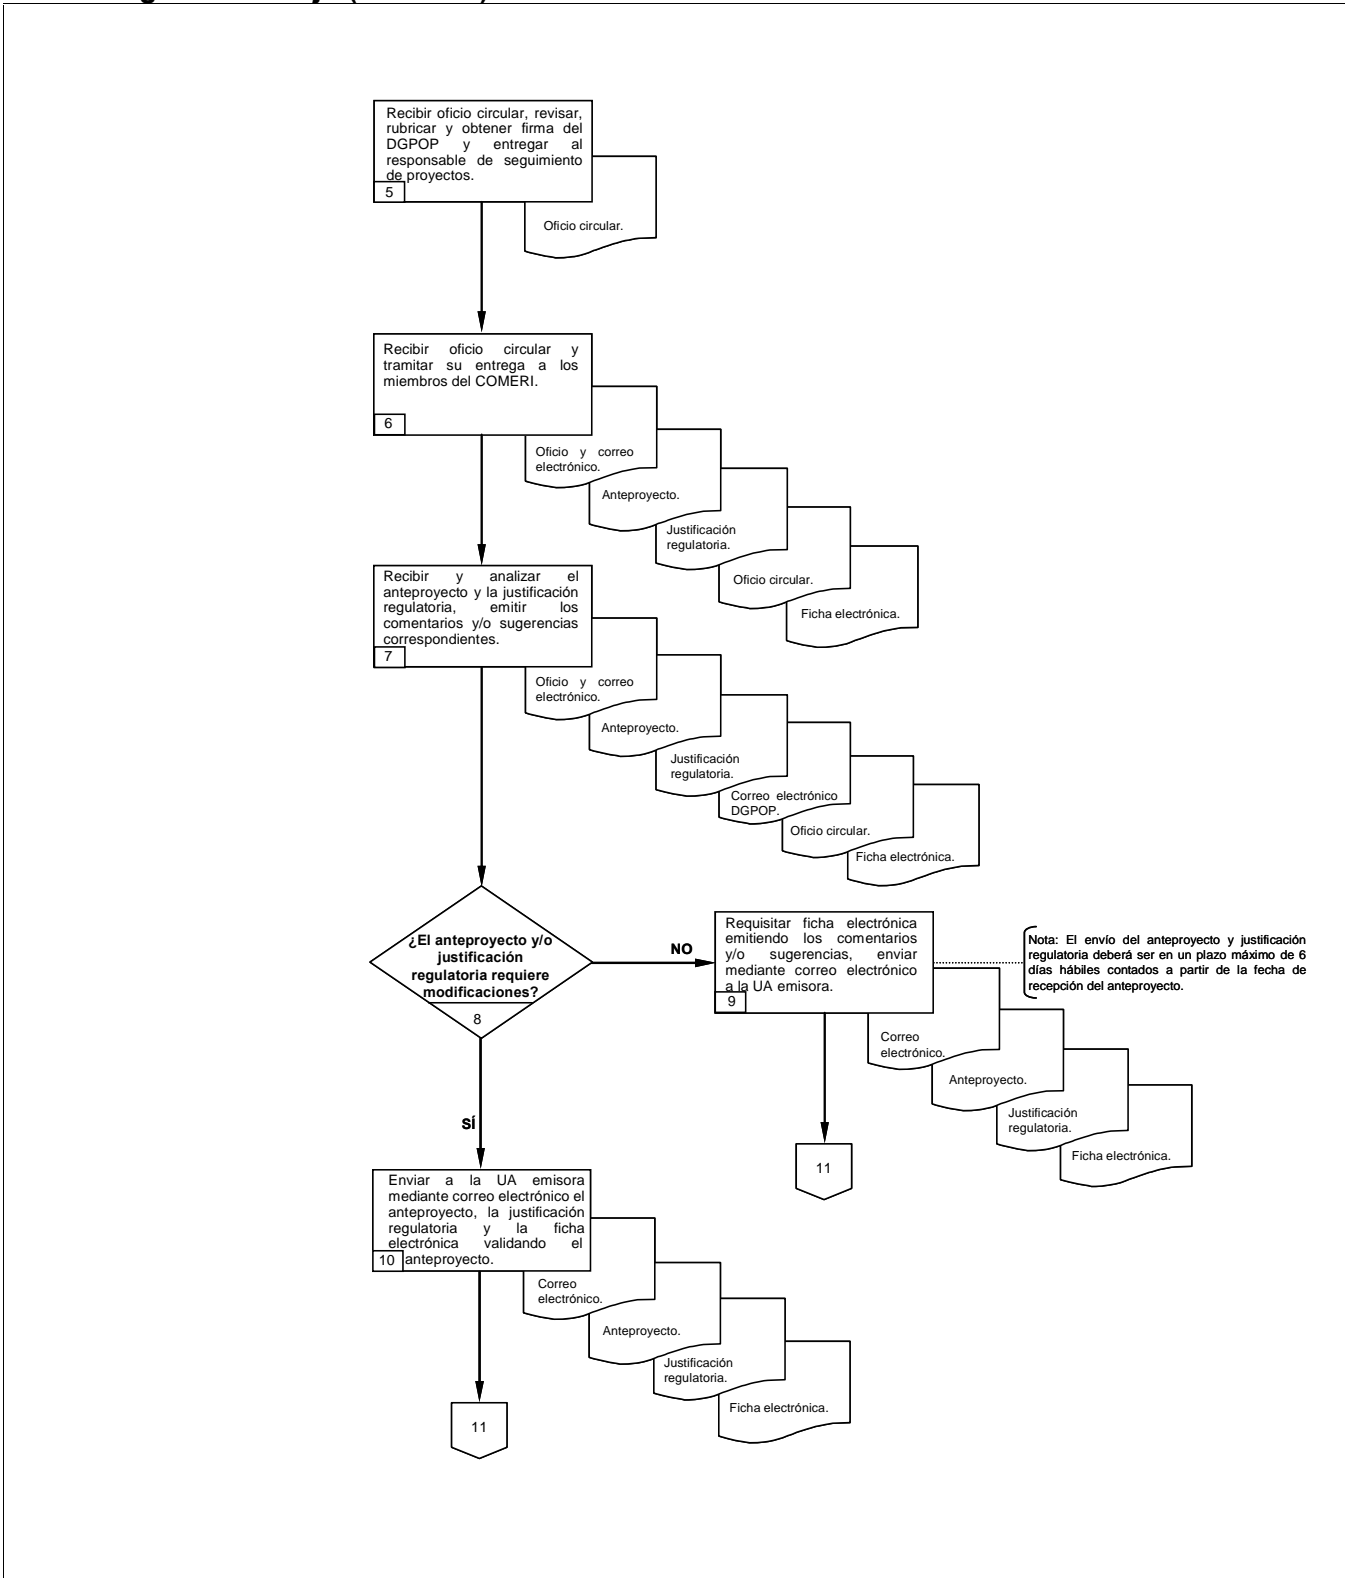 Recibir oficio circular, revisar,
rubricar y obtener firma del
DGPOP y entregar al
responsable de seguimiento
de proyectos.
5
Oficio circular.
Recibir oficio circular y
tramitar su entrega a los
miembros del COMERI.
6
Oficio y correo
electrónico.
Anteproyecto.
Justificación
regulatoria.
Oficio circular.
Ficha electrónica.
Recibir y analizar el
anteproyecto y la justificación
regulatoria, emitir los
comentarios y/o sugerencias
correspondientes.
7
Oficio y correo
electrónico.
Anteproyecto.
Justificación
regulatoria.
Correo electrónico
DGPOP.
Oficio circular.
Ficha electrónica.
¿El anteproyecto y/o
justificación
regulatoria requiere
modificaciones?
8
NO
Requisitar ficha electrónica
emitiendo los comentarios
y/o sugerencias, enviar
mediante correo electrónico
a la UA emisora.
9
Nota: El envío del anteproyecto y justificación
regulatoria deberá ser en un plazo máximo de 6
días hábiles contados a partir de la fecha de
recepción del anteproyecto.
Correo
electrónico.
Anteproyecto.
Justificación
regulatoria.
Ficha electrónica.
11
SÍ
Enviar a la UA emisora
mediante correo electrónico el
anteproyecto, la justificación
regulatoria y la ficha
electrónica validando el
anteproyecto.
10
Correo
electrónico.
Anteproyecto.
Justificación
regulatoria.
Ficha electrónica.
11